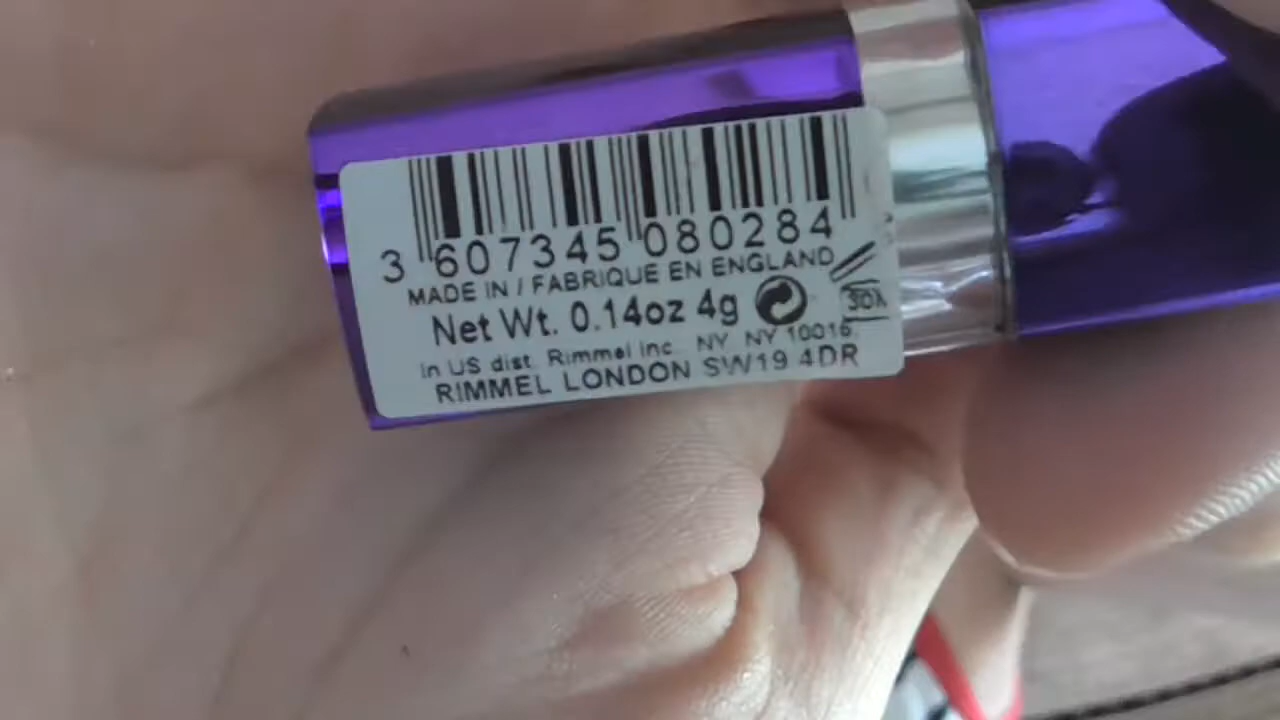 3 607345 080284
MADE IN / FABRIQUE EN ENGLAND
Net Wt. 0.14oz 4g
in US dist. Rimmel Inc. NY, NY 10016
RIMMEL LONDON SW19 4DR